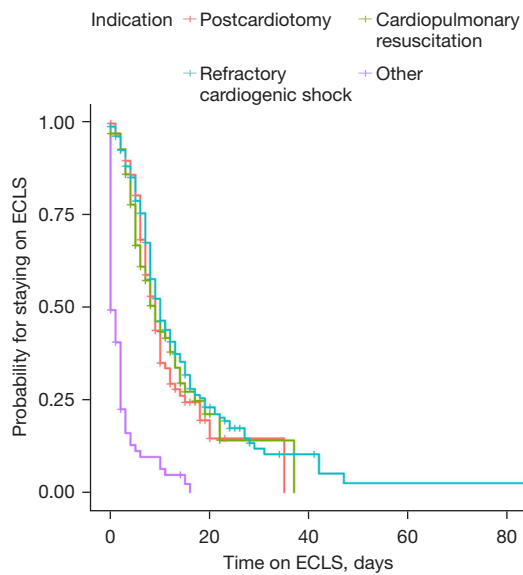 Indication
Postcardiotomy
Cardiopulmonary
resuscitation
Refractory
cardiogenic shock
Other
Probability for staying on ECLS
1.00
0.75
0.50
0.25
0.00
0
20
40
60
80
Time on ECLS, days